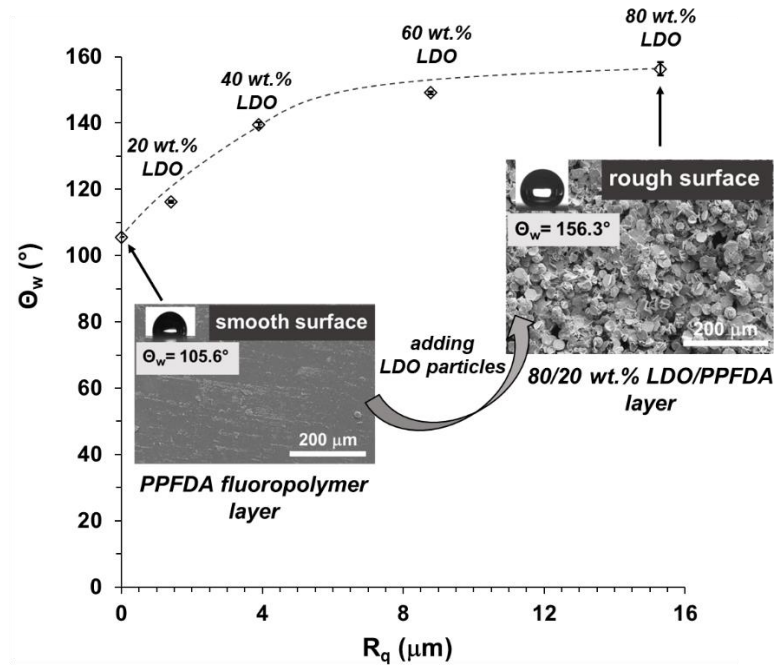 80 wt.%
LDO
60 wt.%
LDO
40 wt.%
LDO
20 wt.%
LDO
160
140
120
100
80
60
40
20
0
Θw (°)
rough surface
Θw= 156.3°
200 μm
80/20 wt.% LDO/PPFDA
layer
adding
LDO particles
smooth surface
Θw= 105.6°
200 μm
PPFDA fluoropolymer
layer
0 4 8 12 16
Rq (μm)